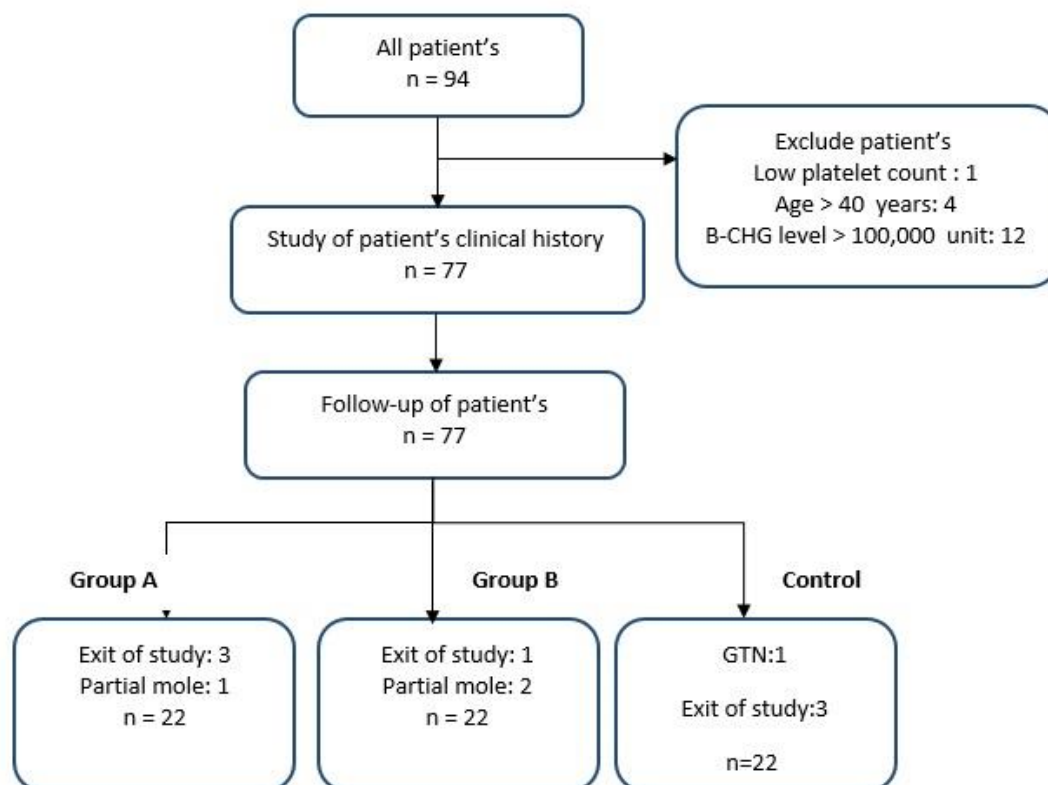 All patient's
n = 94
Exclude patient's
Low platelet count : 1
Age > 40 years: 4
B-CHG level > 100,000 unit: 12
Study of patient's clinical history
n = 77
Follow-up of patient's
n = 77
Group A
Group B
Control
Exit of study: 3
Partial mole: 1
n = 22
Exit of study: 1
Partial mole: 2
n = 22
GTN:1
Exit of study:3
n=22